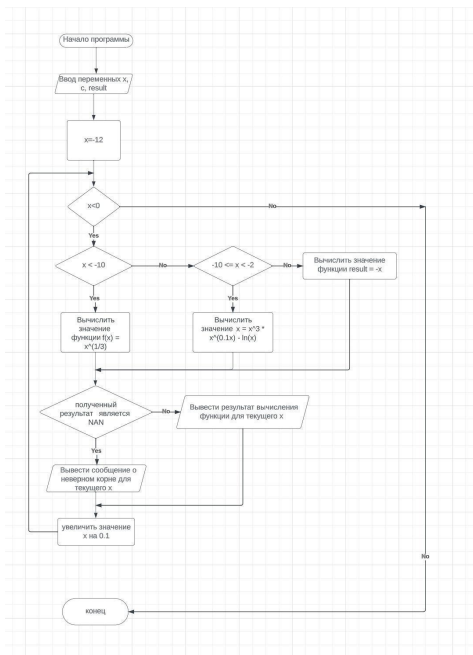 Начало программы
Ввод переменных x,
c, result
x=-12
x<0
No
Yes
x < -10
No
-10 <= x < -2
No
Вычислить значение
функции result = -x
Yes
Yes
Вычислить
значение
функции f(x) =
x^(1/3)
Вычислить
значение x = x^3 *
x^(0.1x) - ln(x)
полученный
результат является
NAN
No
Вывести результат вычисления
функции для текущего x
Yes
Вывести сообщение о
неверном корне для
текущего x
увеличить значение
x на 0.1
No
конец